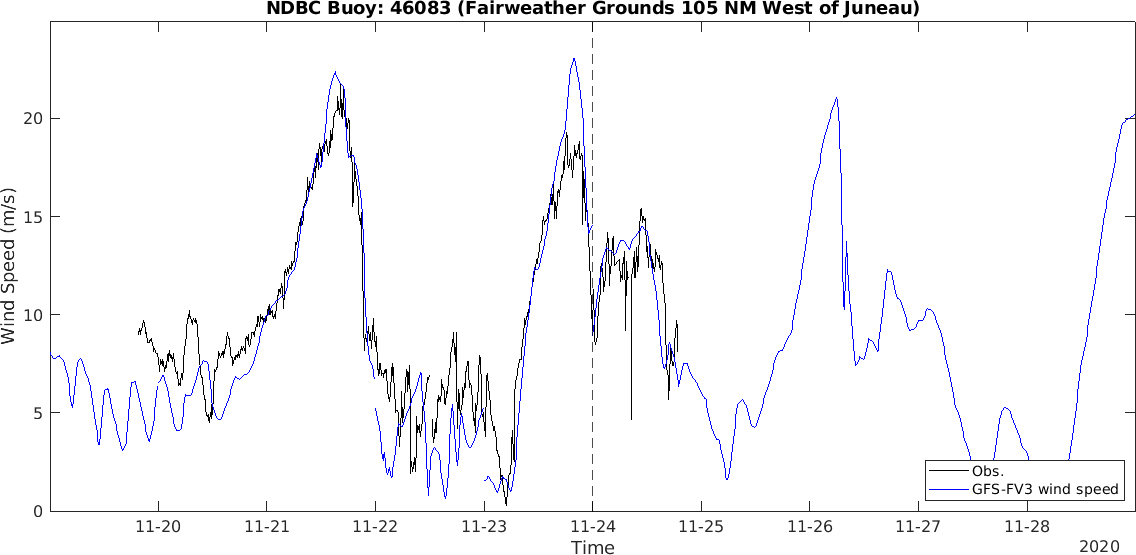 NDBC Buoy: 46083 (Fairweather Grounds 105 NM West of Juneau)
Wind Speed (m/s)
20
15
10
5
0
Obs.
GFS-FV3 wind speed
11-20 11-21 11-22 11-23 11-24 11-25 11-26 11-27 11-28
Time
2020